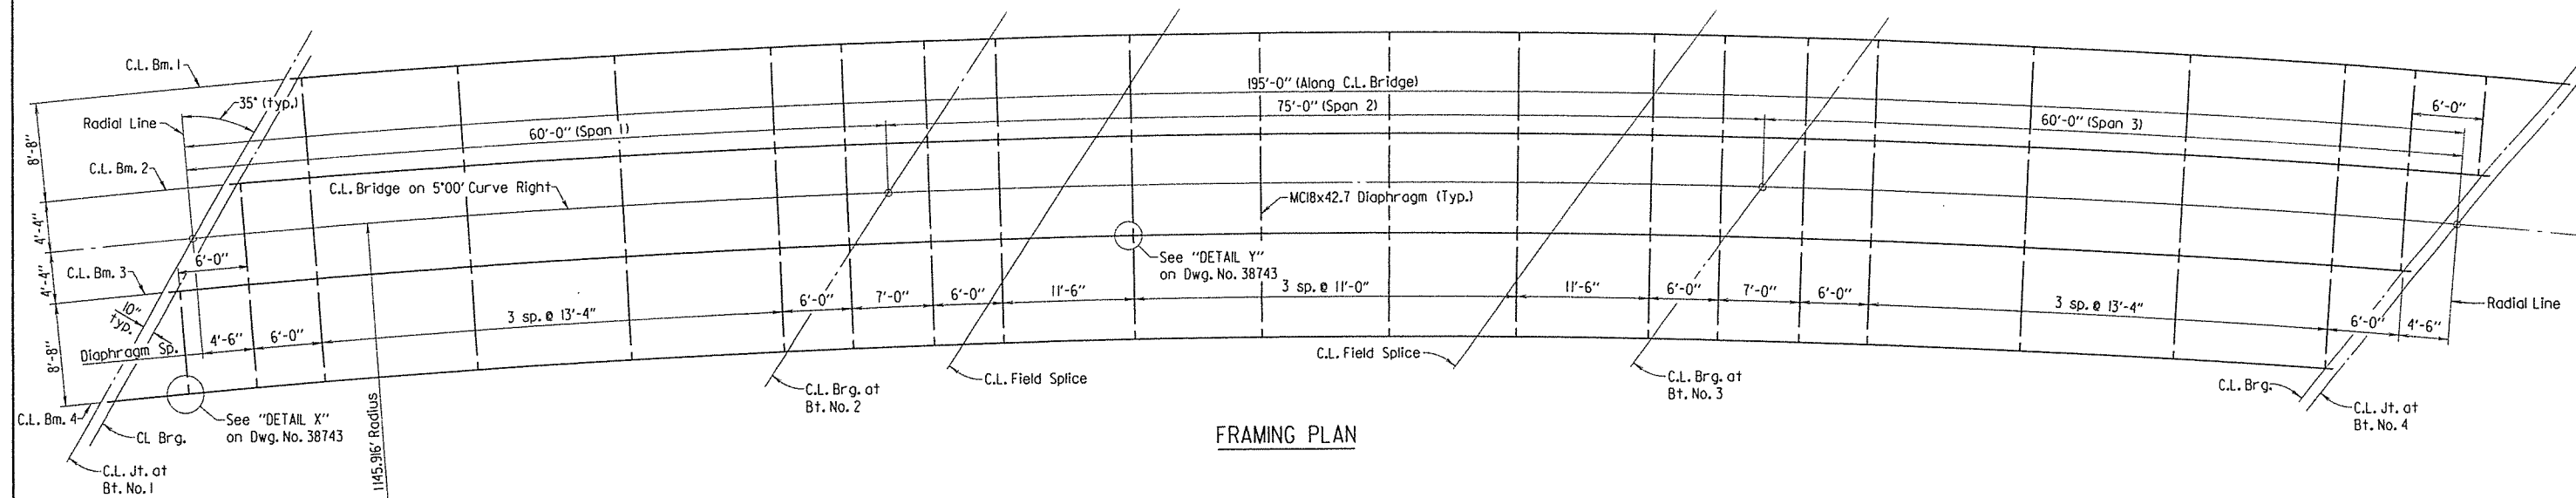 C.L. Bm. 1
35° (typ.)
Radial Line
195'-0" (Along C.L. Bridge)
75'-0" (Span 2)
60'-0" (Span 1)
60'-0" (Span 3)
6'-0"
8'-8"
C.L. Bm. 2
C.L. Bridge on 5°00' Curve Right
MC18x42.7 Diaphragm (Typ.)
4'-4"
4'-4"
C.L. Bm. 3
6'-0"
See "DETAIL Y"
on Dwg. No. 38743
10"
typ.
8'-8"
Diaphragm Sp.
4'-6"
6'-0"
3 sp. @ 13'-4"
6'-0"
7'-0"
6'-0"
11'-6"
3 sp. @ 11'-0"
11'-6"
6'-0"
7'-0"
6'-0"
3 sp. @ 13'-4"
6'-0"
4'-6"
Radial Line
C.L. Bm. 4
See "DETAIL X"
on Dwg. No. 38743
CL Brg.
C.L. Jt. at
Bt. No. 1
1145.916' Radius
C.L. Brg. at
Bt. No. 2
C.L. Field Splice
C.L. Field Splice
C.L. Brg. at
Bt. No. 3
C.L. Brg.
C.L. Jt. at
Bt. No. 4
FRAMING PLAN